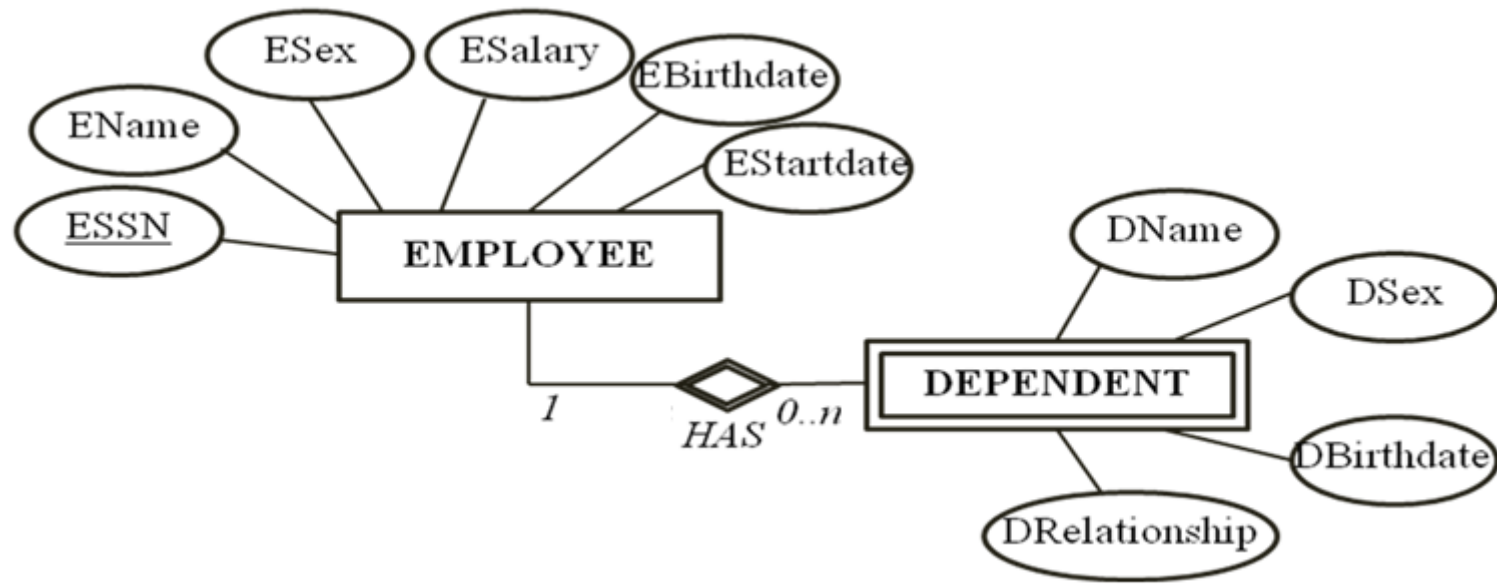 ESex
ESalary
EBirthdate
EName
EStartdate
ESSN
EMPLOYEE
DName
DSex
DEPENDENT
1
HAS
0..n
DBirthdate
DRelationship